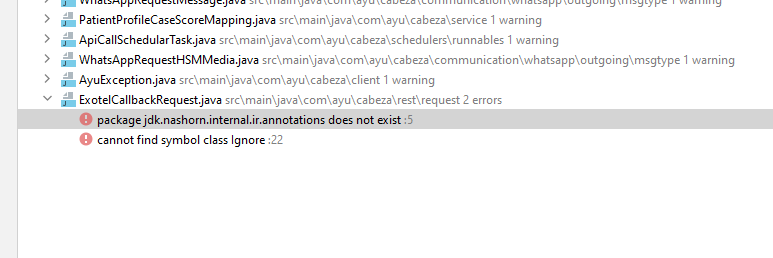 WhatsAppRequestMessage.java src\main\java\com\ayu\cabeza\communication\whatsapp\outgoing\msgtype 1 warning
PatientProfileCaseScoreMapping.java src\main\java\com\ayu\cabeza\service 1 warning
ApiCallSchedularTask.java src\main\java\com\ayu\cabeza\schedulers\runnables 1 warning
WhatsAppRequestHSMMedia.java src\main\java\com\ayu\cabeza\communication\whatsapp\outgoing\msgtype 1 warning
AyuException.java src\main\java\com\ayu\cabeza\client 1 warning
ExotelCallbackRequest.java src\main\java\com\ayu\cabeza\rest\request 2 errors
package jdk.nashorn.internal.ir.annotations does not exist :5
cannot find symbol class Ignore :22